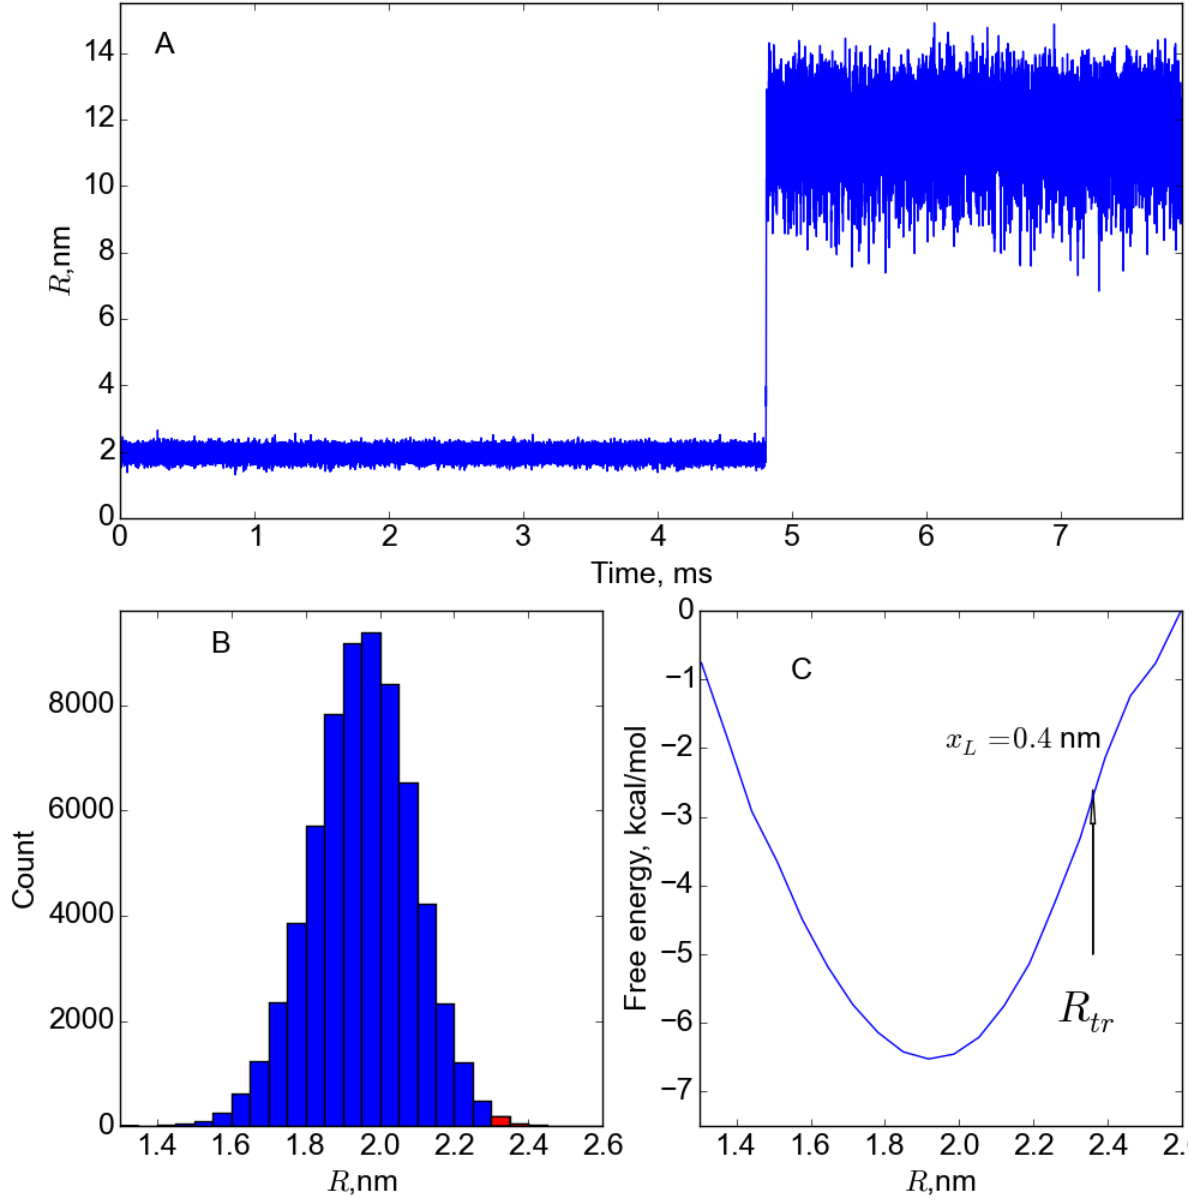 A
14
12
10
8
6
4
2
0
R,nm
0 1 2 3 4 5 6 7
Time, ms
B
8000
6000
4000
2000
0
Count
1.4 1.6 1.8 2.0 2.2 2.4 2.6
R,nm
C
0
−1
−2
−3
−4
−5
−6
−7
Free energy, kcal/mol
x_L = 0.4 nm
R_tr
1.4 1.6 1.8 2.0 2.2 2.4
R,nm